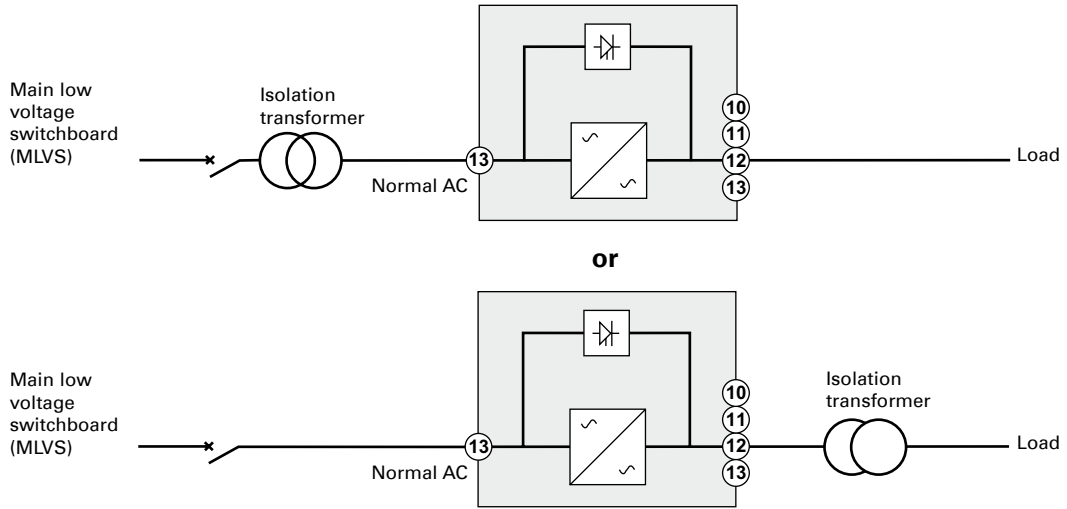 Main low
voltage
switchboard
(MLVS)
Isolation
transformer
13
Normal AC
10
11
12
13
Load
or
Main low
voltage
switchboard
(MLVS)
13
Normal AC
10
11
12
13
Isolation
transformer
Load